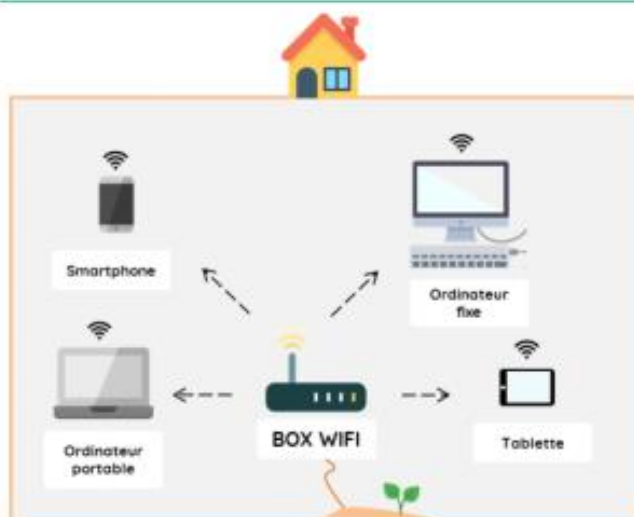 Smartphone
Ordinateur
fixe
Ordinateur
portable
BOX WIFI
Tablette